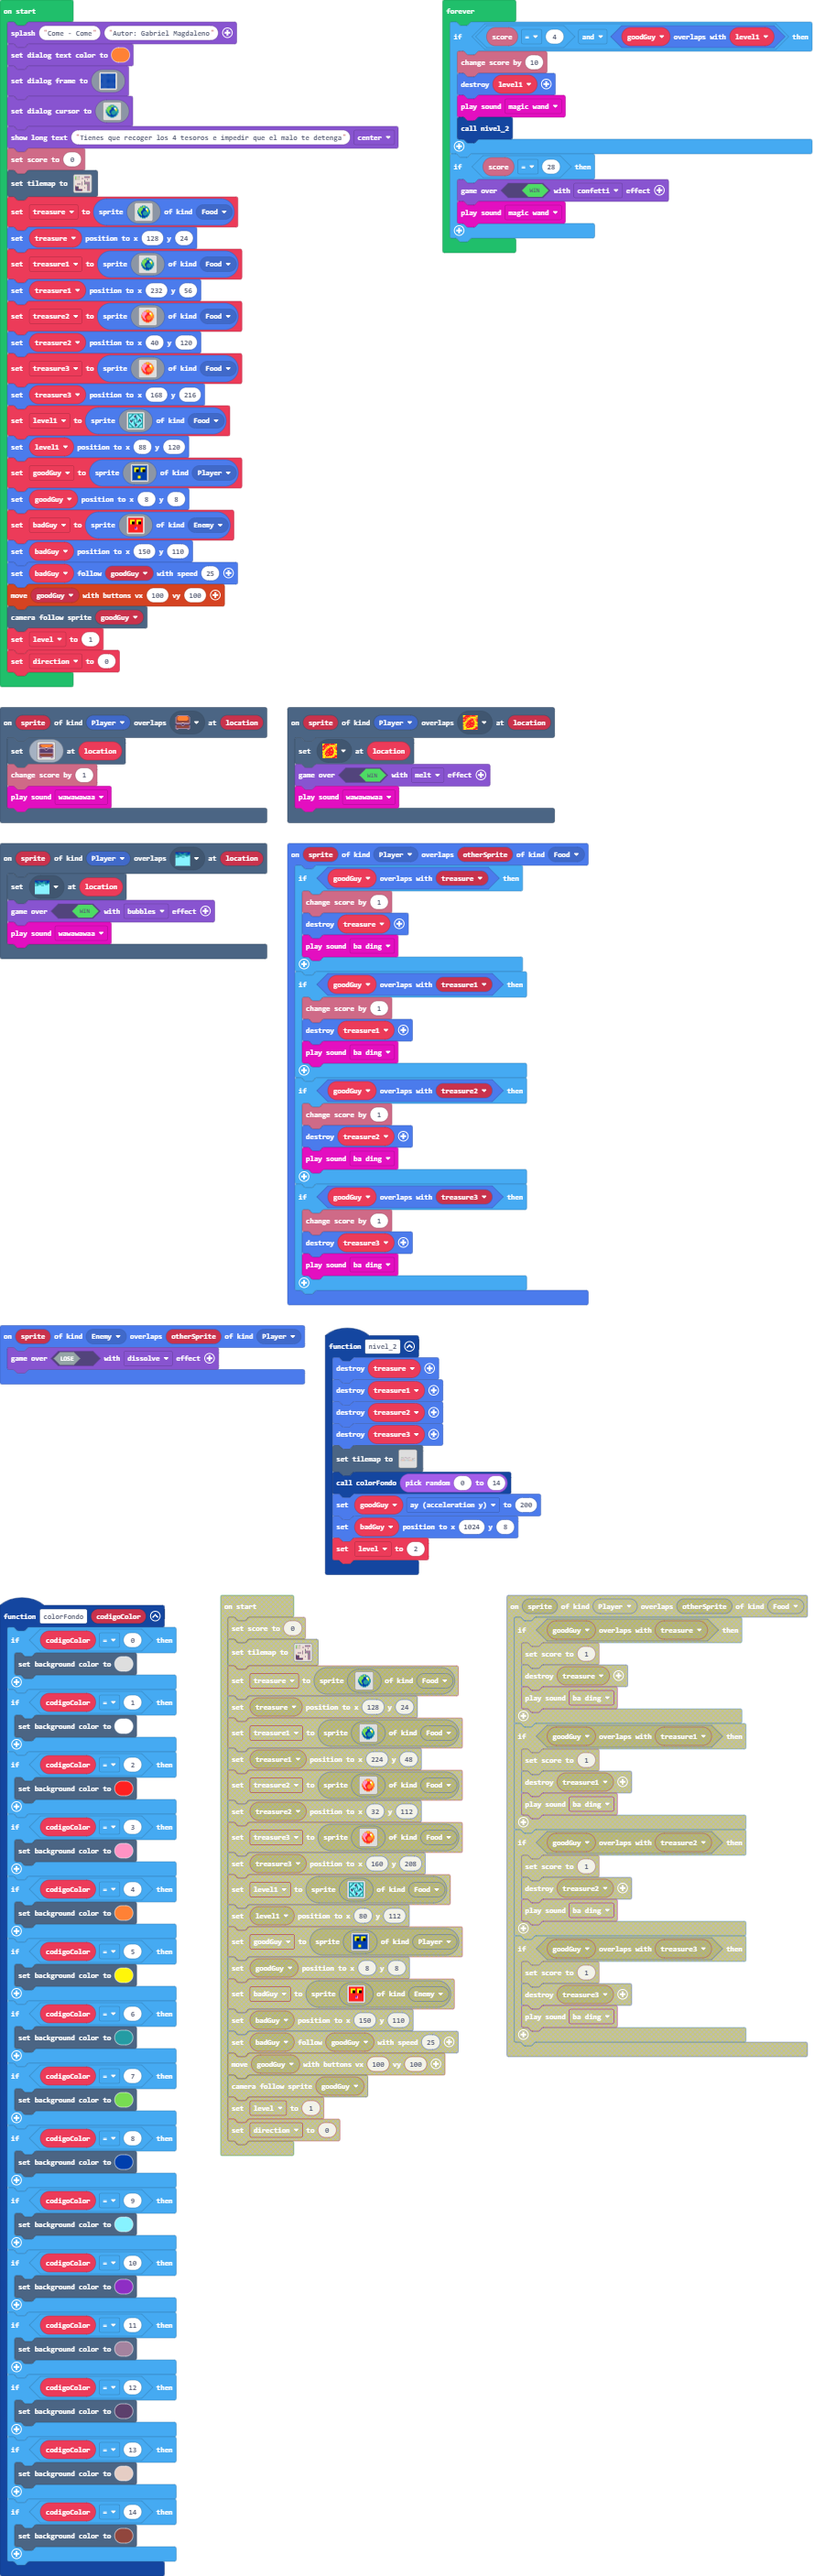 on start
splash "Come - Come" "Autor: Gabriel Magdaleno"
set dialog text color to
set dialog frame to
set dialog cursor to
show long text "Tienes que recoger los 4 tesoros e impedir que el malo te detenga" center
set score to 0
set tilemap to
set treasure to sprite of kind Food
set treasure position to x 128 y 24
set treasure1 to sprite of kind Food
set treasure1 position to x 232 y 56
set treasure2 to sprite of kind Food
set treasure2 position to x 40 y 120
set treasure3 to sprite of kind Food
set treasure3 position to x 168 y 216
set level1 to sprite of kind Food
set level1 position to x 88 y 120
set goodGuy to sprite of kind Player
set goodGuy position to x 8 y 8
set badGuy to sprite of kind Enemy
set badGuy position to x 150 y 110
set badGuy follow goodGuy with speed 25
move goodGuy with buttons vx 100 vy 100
camera follow sprite goodGuy
set level to 1
set direction to 0
forever
if score = 4 and goodGuy overlaps with level1 then
change score by 10
destroy level1
play sound magic wand
call nivel_2
if score = 28 then
game over WIN with confetti effect
play sound magic wand
on sprite of kind Player overlaps at location
set at location
change score by 1
play sound wawawawaa
on sprite of kind Player overlaps at location
set at location
game over WIN with melt effect
play sound wawawawaa
on sprite of kind Player overlaps at location
set at location
game over WIN with bubbles effect
play sound wawawawaa
on sprite of kind Player overlaps otherSprite of kind Food
if goodGuy overlaps with treasure then
change score by 1
destroy treasure
play sound ba ding
if goodGuy overlaps with treasure1 then
change score by 1
destroy treasure1
play sound ba ding
if goodGuy overlaps with treasure2 then
change score by 1
destroy treasure2
play sound ba ding
if goodGuy overlaps with treasure3 then
change score by 1
destroy treasure3
play sound ba ding
on sprite of kind Enemy overlaps otherSprite of kind Player
game over LOSE with dissolve effect
function nivel_2
destroy treasure
destroy treasure1
destroy treasure2
destroy treasure3
set tilemap to
call colorFondo pick random 0 to 14
set goodGuy ay (acceleration y) to 200
set badGuy position to x 1024 y 8
set level to 2
function colorFondo codigoColor
if codigoColor = 0 then
set background color to
if codigoColor = 1 then
set background color to
if codigoColor = 2 then
set background color to
if codigoColor = 3 then
set background color to
if codigoColor = 4 then
set background color to
if codigoColor = 5 then
set background color to
if codigoColor = 6 then
set background color to
if codigoColor = 7 then
set background color to
if codigoColor = 8 then
set background color to
if codigoColor = 9 then
set background color to
if codigoColor = 10 then
set background color to
if codigoColor = 11 then
set background color to
if codigoColor = 12 then
set background color to
if codigoColor = 13 then
set background color to
if codigoColor = 14 then
set background color to
on start
set score to 0
set tilemap to
set treasure to sprite of kind Food
set treasure position to x 128 y 24
set treasure1 to sprite of kind Food
set treasure1 position to x 224 y 48
set treasure2 to sprite of kind Food
set treasure2 position to x 32 y 112
set treasure3 to sprite of kind Food
set treasure3 position to x 160 y 208
set level1 to sprite of kind Food
set level1 position to x 80 y 112
set goodGuy to sprite of kind Player
set goodGuy position to x 8 y 8
set badGuy to sprite of kind Enemy
set badGuy position to x 150 y 110
set badGuy follow goodGuy with speed 25
move goodGuy with buttons vx 100 vy 100
camera follow sprite goodGuy
set level to 1
set direction to 0
on sprite of kind Player overlaps otherSprite of kind Food
if goodGuy overlaps with treasure then
set score to 1
destroy treasure
play sound ba ding
if goodGuy overlaps with treasure1 then
set score to 1
destroy treasure1
play sound ba ding
if goodGuy overlaps with treasure2 then
set score to 1
destroy treasure2
play sound ba ding
if goodGuy overlaps with treasure3 then
set score to 1
destroy treasure3
play sound ba ding